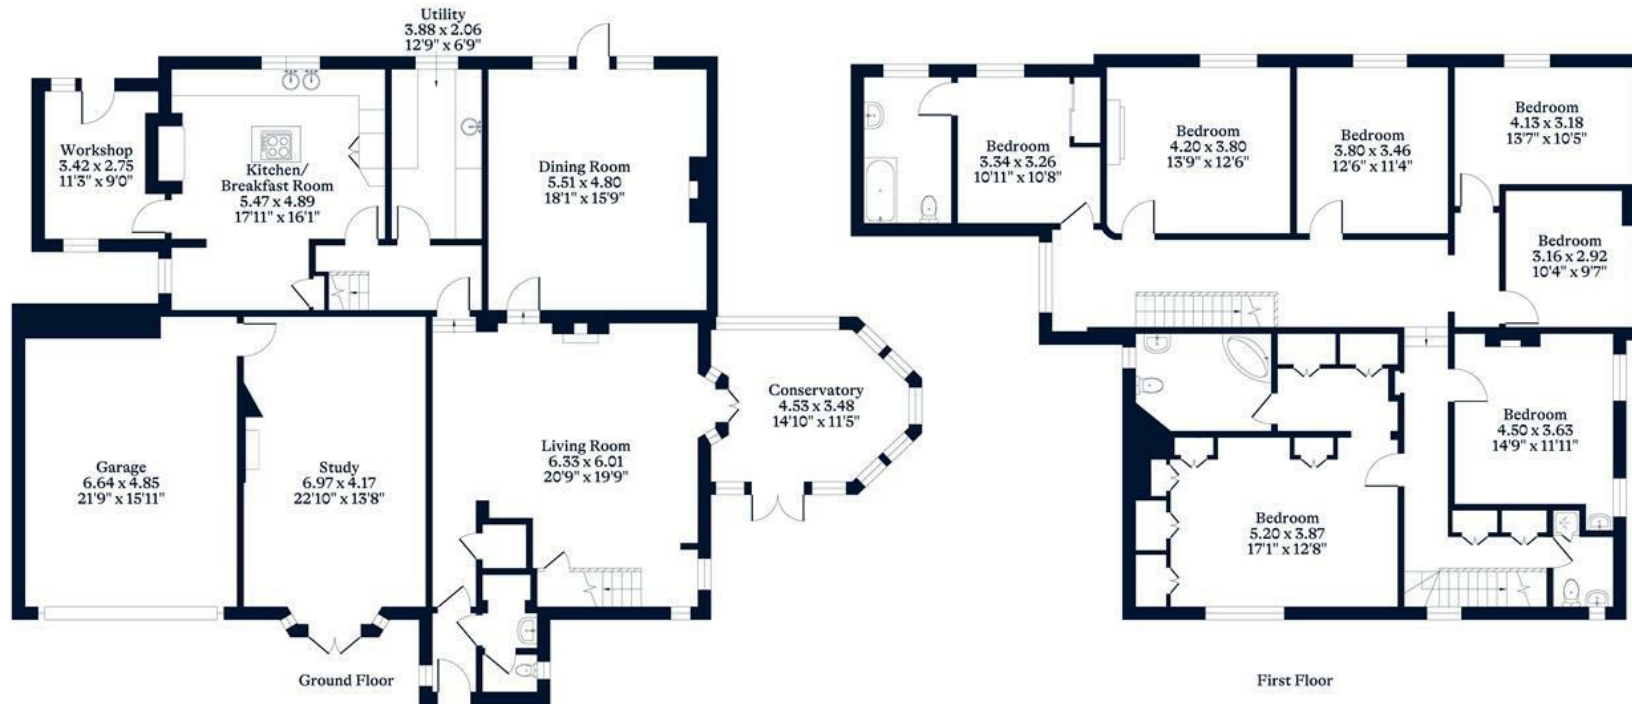 Utility
3.88 x 2.06
12'9" x 6'9"
Workshop
3.42 x 2.75
11'3" x 9'0"
Kitchen/
Breakfast Room
5.47 x 4.89
17'11" x 16'1"
Dining Room
5.51 x 4.80
18'1" x 15'9"
Garage
6.64 x 4.85
21'9" x 15'11"
Study
6.97 x 4.17
22'10" x 13'8"
Living Room
6.33 x 6.01
20'9" x 19'9"
Conservatory
4.53 x 3.48
14'10" x 11'5"
Ground Floor
Bedroom
3.34 x 3.26
10'11" x 10'8"
Bedroom
4.20 x 3.80
13'9" x 12'6"
Bedroom
3.80 x 3.46
12'6" x 11'4"
Bedroom
4.13 x 3.18
13'7" x 10'5"
Bedroom
3.16 x 2.92
10'4" x 9'7"
Bedroom
4.50 x 3.63
14'9" x 11'11"
Bedroom
5.20 x 3.87
17'1" x 12'8"
First Floor